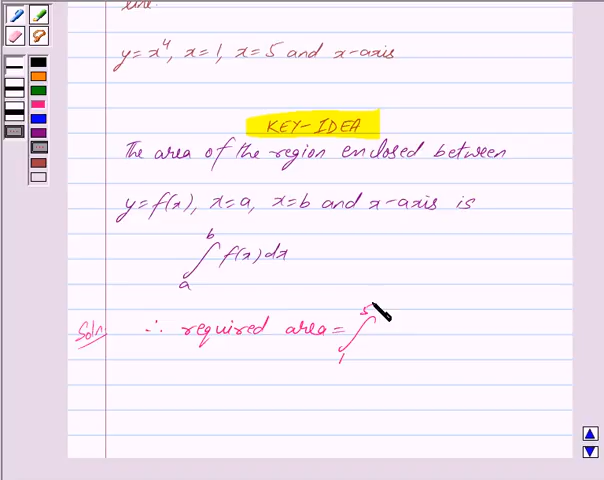 line.
y=x⁴, x=1, x=5 and x-axis
KEY-IDEA
The area of the region enclosed between
y=f(x), x=a, x=b and x-axis is
∫ₐᵇ f(x)dx
Soln: ∴ required area = ∫₁⁵